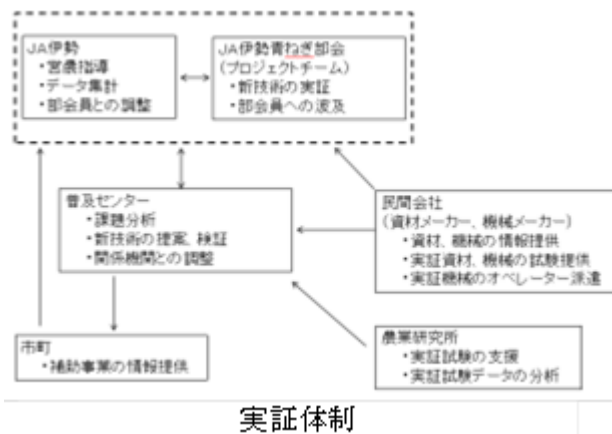 JA伊勢
・営農指導
・データ集計
・部会員との調整
JA伊勢青ねぎ部会
(プロジェクトチーム)
・新技術の実証
・部会員への波及
普及センター
・課題分析
・新技術の提案、検証
・関係機関との調整
民間会社
(資材メーカー、機械メーカー)
・資材、機械の情報提供
・実証資材、機械の試験提供
・実証機械のオペレーター派遣
市町
・補助事業の情報提供
農業研究所
・実証試験の支援
・実証試験データの分析
実証体制